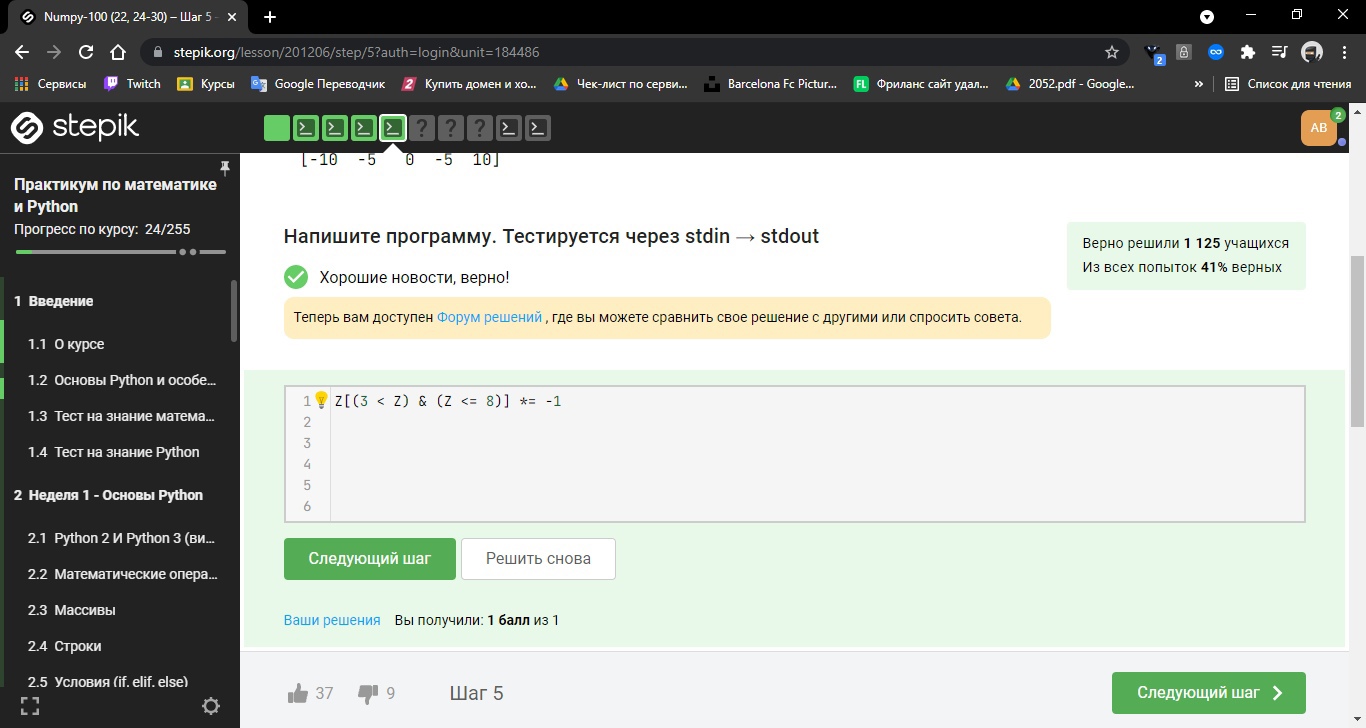 Numpy-100 (22, 24-30) – Шаг 5
stepik.org/lesson/201206/step/5?auth=login&unit=184486
2
Сервисы Twitch Курсы Google Переводчик Купить домен и хо... Чек-лист по серви... Barcelona Fc Pictur... FL Фриланс сайт удал... 2052.pdf - Google... » Список для чтения
stepik
? ? ?
АВ 2
[-10 -5 0 -5 10]
Практикум по математике
и Python
Прогресс по курсу: 24/255
1 Введение
1.1 О курсе
1.2 Основы Python и особе...
1.3 Тест на знание матема...
1.4 Тест на знание Python
2 Неделя 1 - Основы Python
2.1 Python 2 И Python 3 (ви...
2.2 Математические опера...
2.3 Массивы
2.4 Строки
2.5 Условия (if, elif, else)
Напишите программу. Тестируется через stdin → stdout
Верно решили 1 125 учащихся
Из всех попыток 41% верных
Хорошие новости, верно!
Теперь вам доступен Форум решений , где вы можете сравнить свое решение с другими или спросить совета.
1 Z[(3 < Z) & (Z <= 8)] *= -1
2
3
4
5
6
Следующий шаг Решить снова
Ваши решения Вы получили: 1 балл из 1
37 9 Шаг 5 Следующий шаг